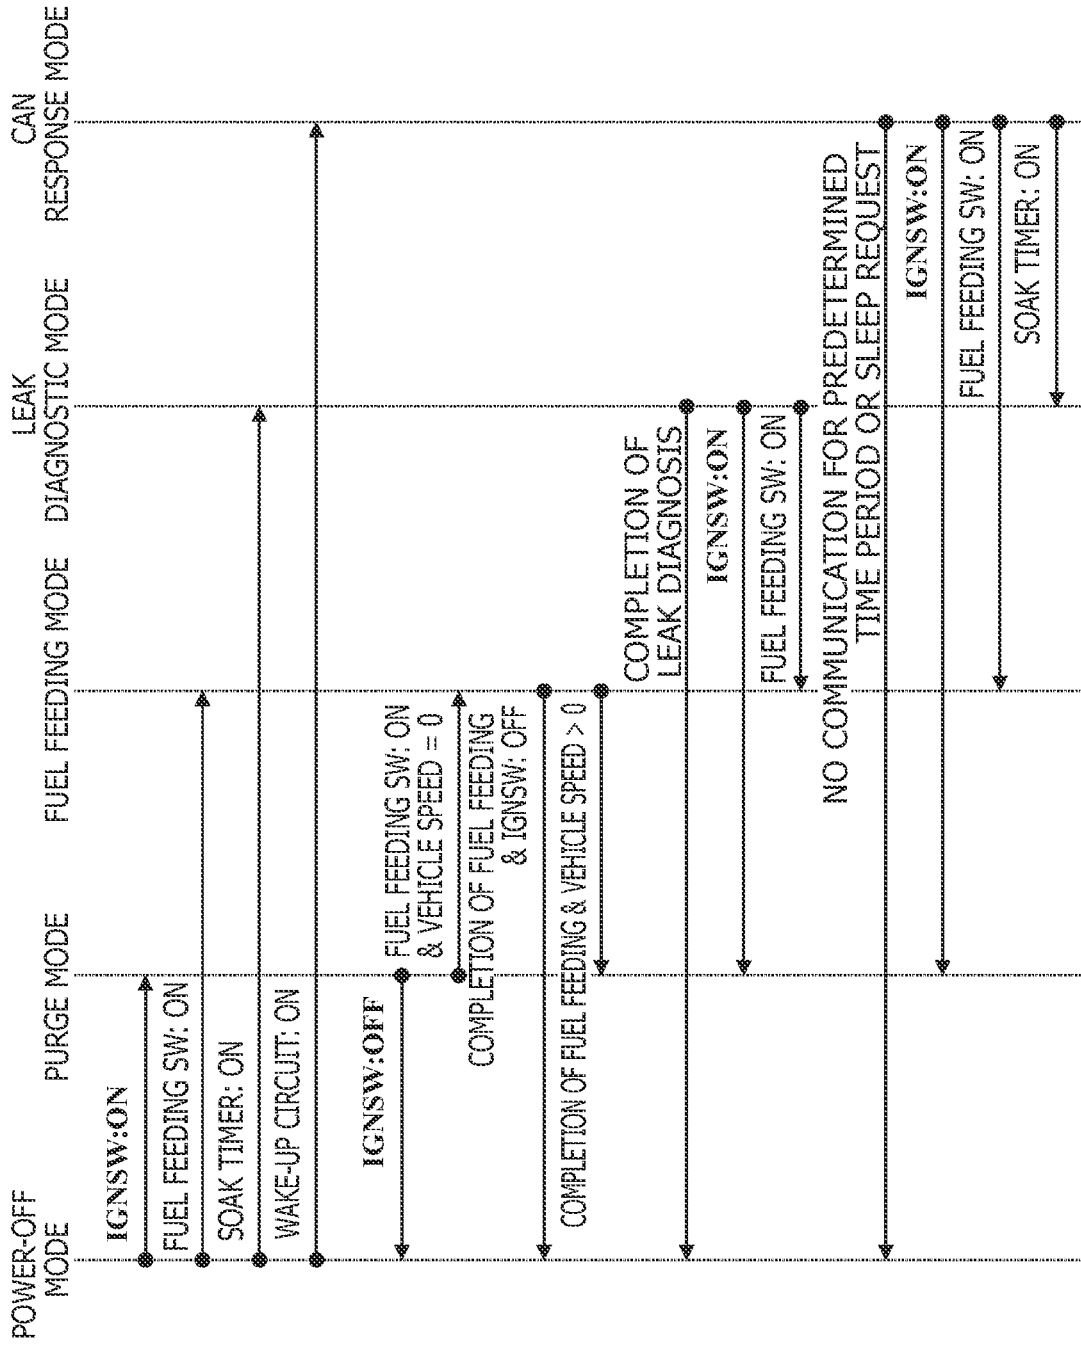 POWER-OFF
MODE
PURGE MODE
FUEL FEEDING MODE
LEAK
DIAGNOSTIC MODE
CAN
RESPONSE MODE
IGNSW:ON
FUEL FEEDING SW: ON
SOAK TIMER: ON
WAKE-UP CIRCUIT: ON
IGNSW:OFF
FUEL FEEDING SW: ON
& VEHICLE SPEED = 0
COMPLETION OF FUEL FEEDING
& IGNSW: OFF
COMPLETION OF FUEL FEEDING & VEHICLE SPEED > 0
COMPLETION OF
LEAK DIAGNOSIS
IGNSW:ON
FUEL FEEDING SW: ON
NO COMMUNICATION FOR PREDETERMINED
TIME PERIOD OR SLEEP REQUEST
IGNSW:ON
FUEL FEEDING SW: ON
SOAK TIMER: ON